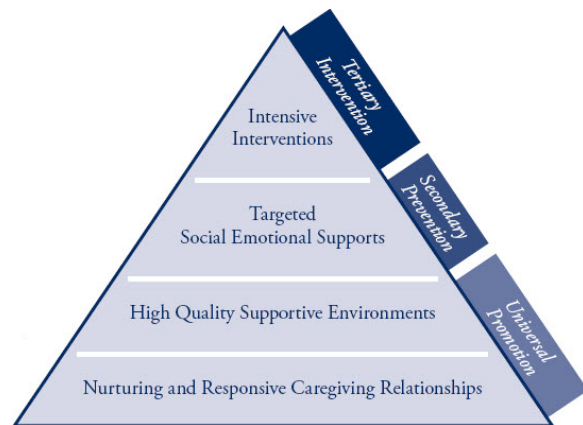 Intensive
Interventions
Tertiary
Intervention
Targeted
Social Emotional Supports
Secondary
Prevention
High Quality Supportive Environments
Universal
Promotion
Nurturing and Responsive Caregiving Relationships